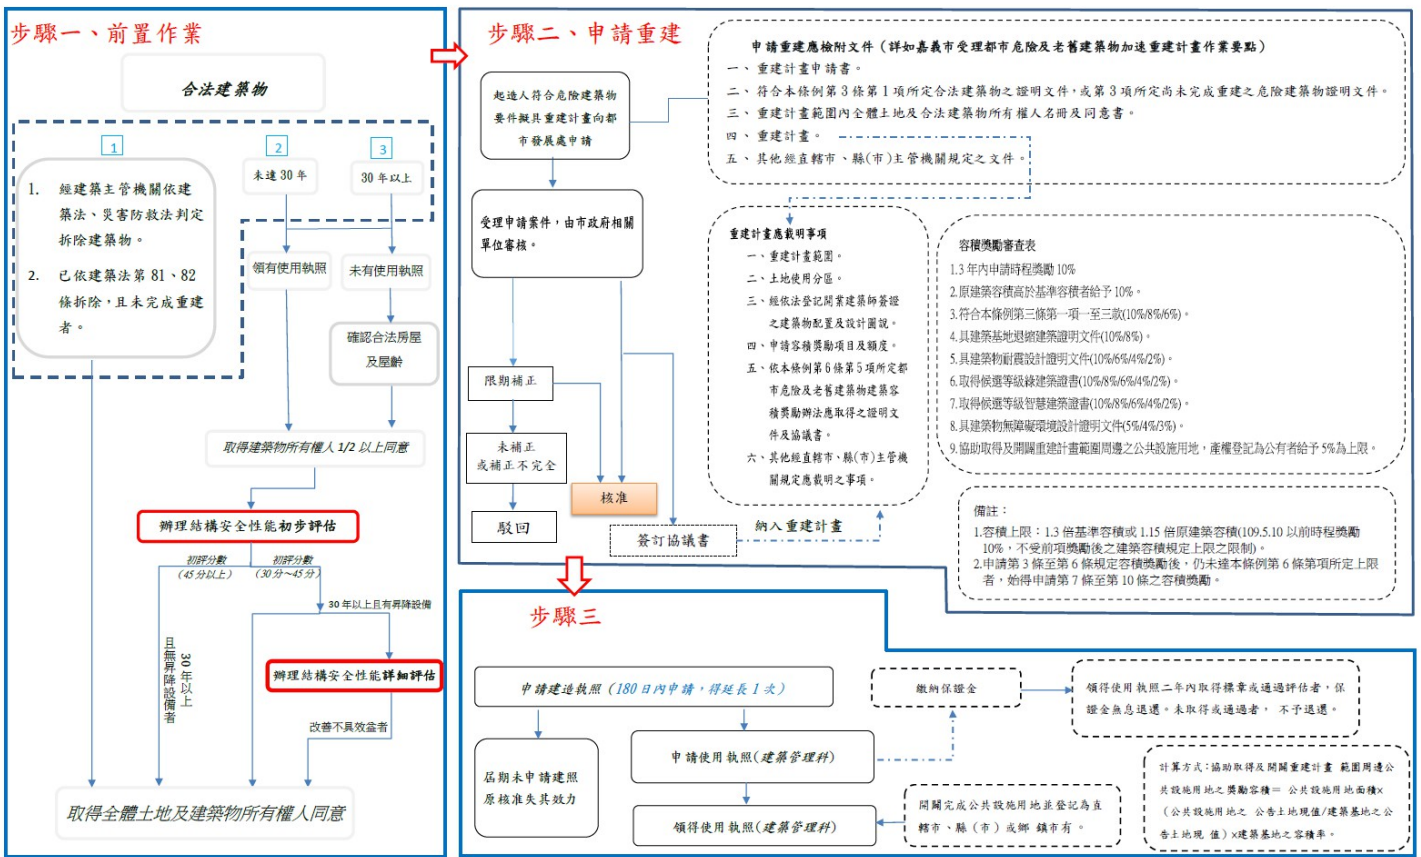 步驟一、前置作業
合法建築物
1
2
3
1. 經建築主管機關依建
築法、災害防救法判定
拆除建築物。
2. 已依建築法第 81、82
條拆除，且未完成重建
者。
未達 30 年
30 年以上
領有使用執照
未有使用執照
確認合法房屋
及屋齡
取得建築物所有權人 1/2 以上同意
辦理結構安全性能初步評估
初評分數
（45 分以上）
初評分數
（30 分～45 分）
30 年以上且有昇降設備
30 年以上
且無昇降設備者
辦理結構安全性能詳細評估
改善不具效益者
取得全體土地及建築物所有權人同意
步驟二、申請重建
起造人符合危險建築物
要件擬具重建計畫向都
市發展處申請
受理申請案件，由市政府相關
單位審核。
限期補正
未補正
或補正不完全
駁回
核准
簽訂協議書
納入重建計畫
申請重建應檢附文件（詳如嘉義市受理都市危險及老舊建築物加速重建計畫作業要點）
一、重建計畫申請書。
二、符合本條例第 3 條第 1 項所定合法建築物之證明文件，或第 3 項所定尚未完成重建之危險建築物證明文件。
三、重建計畫範圍內全體土地及合法建築物所有權人名冊及同意書。
四、重建計畫。
五、其他經直轄市、縣（市）主管機關規定之文件。
重建計畫應載明事項
一、重建計畫範圍。
二、土地使用分區。
三、經依法登記開業建築師簽證
之建築物配置及設計圖說。
四、申請容積獎勵項目及額度。
五、依本條例第 6 條第 5 項所定都
市危險及老舊建築物建築容
積獎勵辦法應取得之證明文
件及協議書。
六、其他經直轄市、縣（市）主管機
關規定應載明之事項。
容積獎勵審查表
1.3 年內申請時程獎勵 10%
2.原建築容積高於基準容積者給予 10%。
3.符合本條例第三條第一項一至三款(10%/8%/6%)。
4.具建築基地退縮建築證明文件(10%/8%)。
5.具建築物耐震設計證明文件(10%/6%/4%/2%)。
6.取得候選等級綠建築證書(10%/8%/6%/4%/2%)。
7.取得候選等級智慧建築證書(10%/8%/6%/4%/2%)。
8.具建築物無障礙環境設計證明文件(5%/4%/3%)。
9.協助取得及開闢重建計畫範圍周邊之公共設施用地，產權登記為公有者給予 5%為上限。
備註：
1.容積上限：1.3 倍基準容積或 1.15 倍原建築容積(109.5.10 以前時程獎勵
10%，不受前項獎勵後之建築容積規定上限之限制)。
2.申請第 3 條至第 6 條規定容積獎勵後，仍未達本條例第 6 條第項所定上限
者，始得申請第 7 條至第 10 條之容積獎勵。
步驟三
申請建造執照（180 日內申請，得延長 1 次）
屆期未申請建照
原核准失其效力
申請使用執照(建築管理科)
領得使用執照(建築管理科)
繳納保證金
領得使用執照二年內取得標章或通過評估者，保
證金無息退還。未取得或通過者， 不予退還。
開闢完成公共設施用地並登記為直
轄市、縣（市）或鄉 鎮市有。
計算方式:協助取得及開闢重建計畫 範圍周邊公
共設施用地之獎勵容積＝ 公共設施用地面積×
（公共設施用地之 公告土地現值/建築基地之公
告土地現 值）×建築基地之容積率。